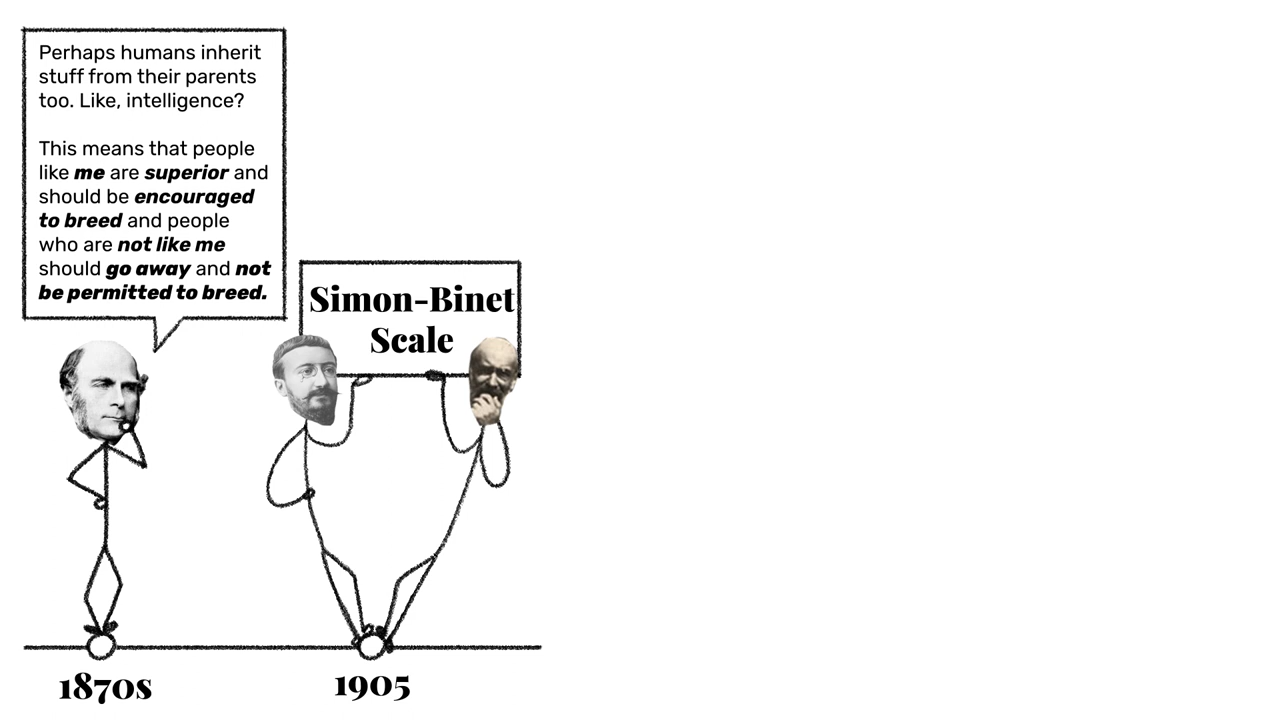 Perhaps humans inherit
stuff from their parents
too. Like, intelligence?
This means that people
like me are superior and
should be encouraged
to breed and people
who are not like me
should go away and not
be permitted to breed.
Simon-Binet
Scale
1870s
1905